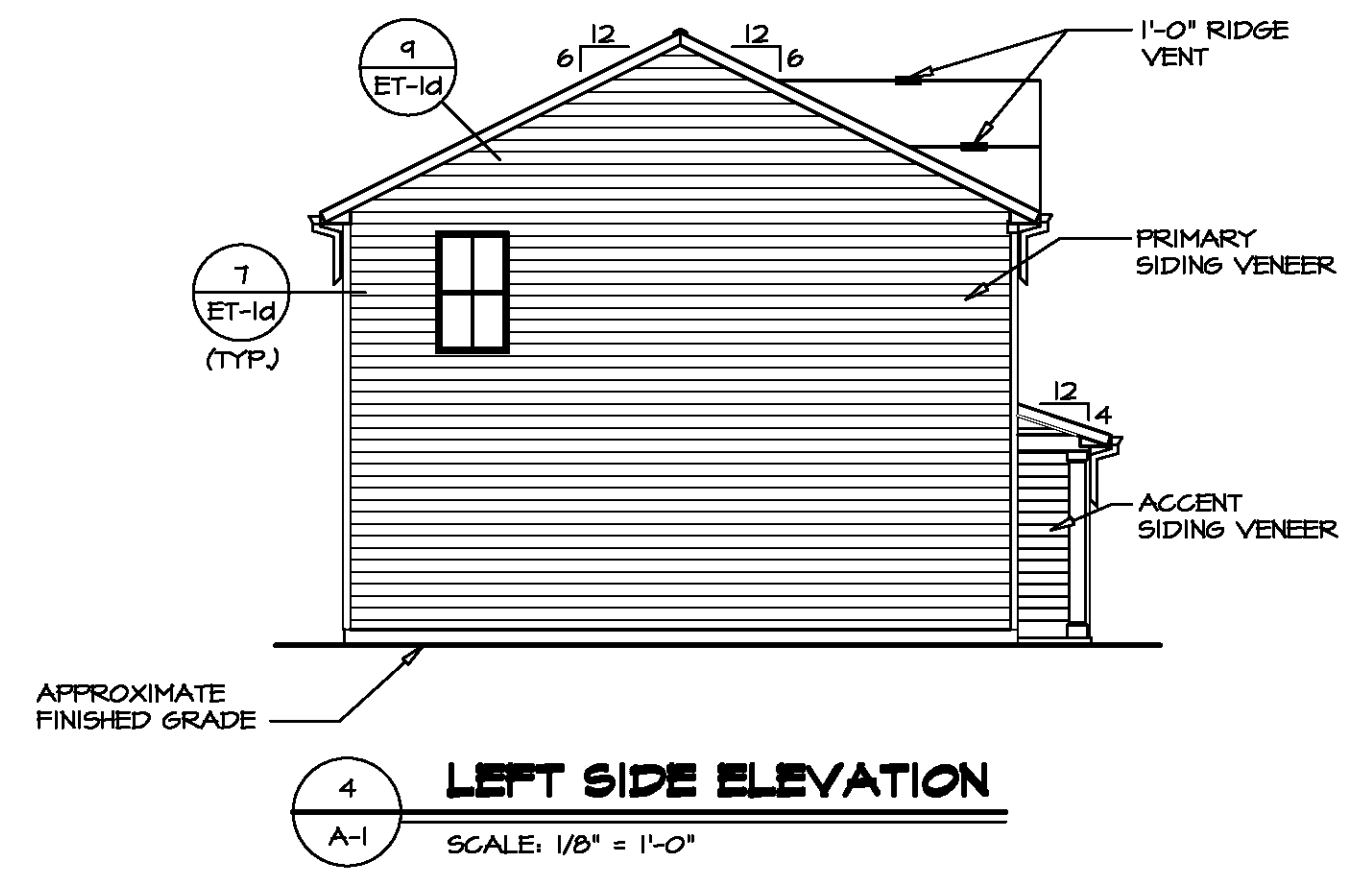 12
6
12
6
1'-0" RIDGE
VENT
9
ET-1d
PRIMARY
SIDING VENEER
7
ET-1d
(TYP.)
12
4
ACCENT
SIDING VENEER
APPROXIMATE
FINISHED GRADE
4
A-1
LEFT SIDE ELEVATION
SCALE: 1/8" = 1'-0"